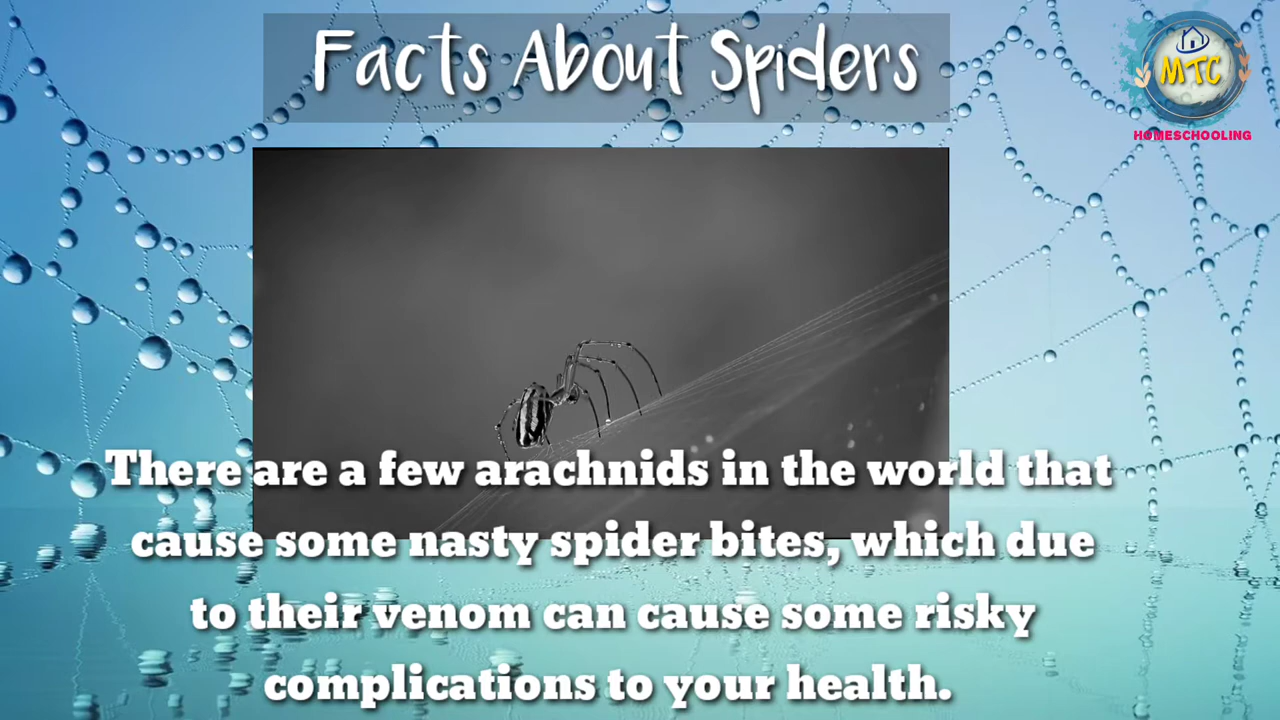 Facts About Spiders
MTC
HOMESCHOOLING
There are a few arachnids in the world that
cause some nasty spider bites, which due
to their venom can cause some risky
complications to your health.